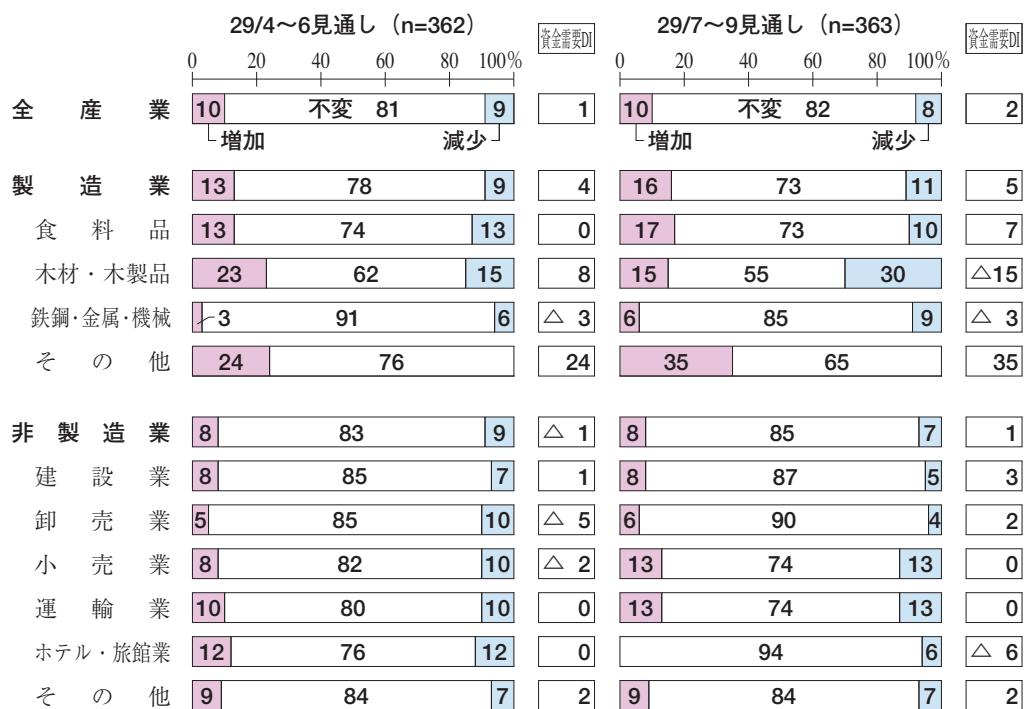 29/4〜6見通し（n=362） 資金需要DI 29/7〜9見通し（n=363） 資金需要DI
0 20 40 60 80 100% 0 20 40 60 80 100%
全産業 10 不変 81 9 1 10 不変 82 8 2
増加 減少 増加 減少
製造業 13 78 9 4 16 73 11 5
食料品 13 74 13 0 17 73 10 7
木材・木製品 23 62 15 8 15 55 30 △15
鉄鋼・金属・機械 3 91 6 △ 3 6 85 9 △ 3
その他 24 76 24 35 65 35
非製造業 8 83 9 △ 1 8 85 7 1
建設業 8 85 7 1 8 87 5 3
卸売業 5 85 10 △ 5 6 90 4 2
小売業 8 82 10 △ 2 13 74 13 0
運輸業 10 80 10 0 13 74 13 0
ホテル・旅館業 12 76 12 0 94 6 △ 6
その他 9 84 7 2 9 84 7 2